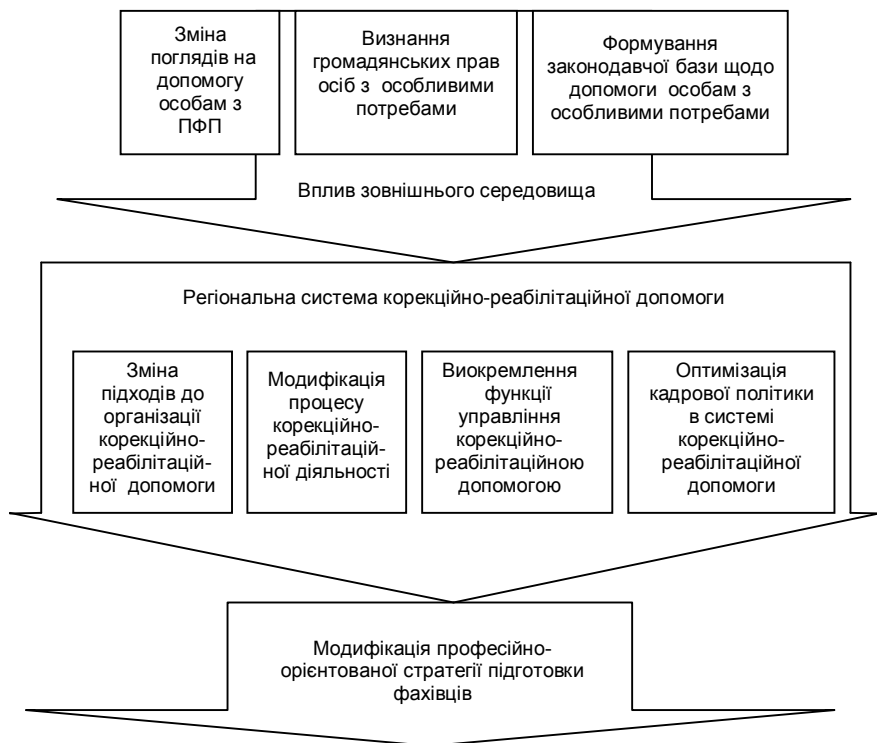 Зміна
поглядів на
допомогу
особам з
ПФП
Визнання
громадянських прав
осіб з особливими
потребами
Формування
законодавчої бази щодо
допомоги особам з
особливими потребами
Вплив зовнішнього середовища
Регіональна система корекційно-реабілітаційної допомоги
Зміна
підходів до
організації
корекційно-
реабілітацій-
ної допомоги
Модифікація
процесу
корекційно-
реабілітацій-
ної діяльності
Виокремлення
функції
управління
корекційно-
реабілітаційною
допомогою
Оптимізація
кадрової політики
в системі
корекційно-
реабілітаційної
допомоги
Модифікація професійно-
орієнтованої стратегії підготовки
фахівців